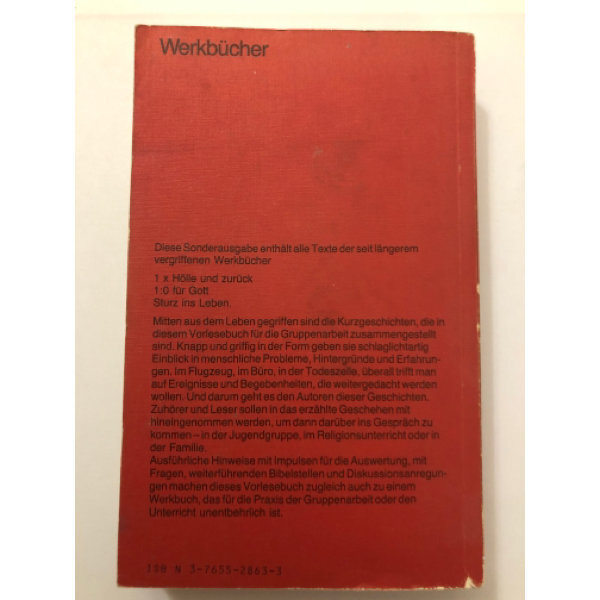 Werkbücher
Diese Sonderausgabe enthält alle Texte der seit längerem
vergriffenen Werkbücher
1 x Hölle und zurück
1:0 für Gott
Sturz ins Leben.
Mitten aus dem Leben gegriffen sind die Kurzgeschichten, die in
diesem Vorlesebuch für die Gruppenarbeit zusammengestellt
sind. Knapp und griffig in der Form geben sie schlaglichtartig
Einblick in menschliche Probleme, Hintergründe und Erfahrun-
gen. Im Flugzeug, im Büro, in der Todeszelle, überall trifft man
auf Ereignisse und Begebenheiten, die weitergedacht werden
wollen. Und darum geht es den Autoren dieser Geschichten.
Zuhörer und Leser sollen in das erzählte Geschehen mit
hineingenommen werden, um dann darüber ins Gespräch zu
kommen – in der Jugendgruppe, im Religionsunterricht oder in
der Familie.
Ausführliche Hinweise mit Impulsen für die Auswertung, mit
Fragen, weiterführenden Bibelstellen und Diskussionsanregun-
gen machen dieses Vorlesebuch zugleich auch zu einem
Werkbuch, das für die Praxis der Gruppenarbeit oder den
Unterricht unentbehrlich ist.
ISB N 3-7655-2863-3